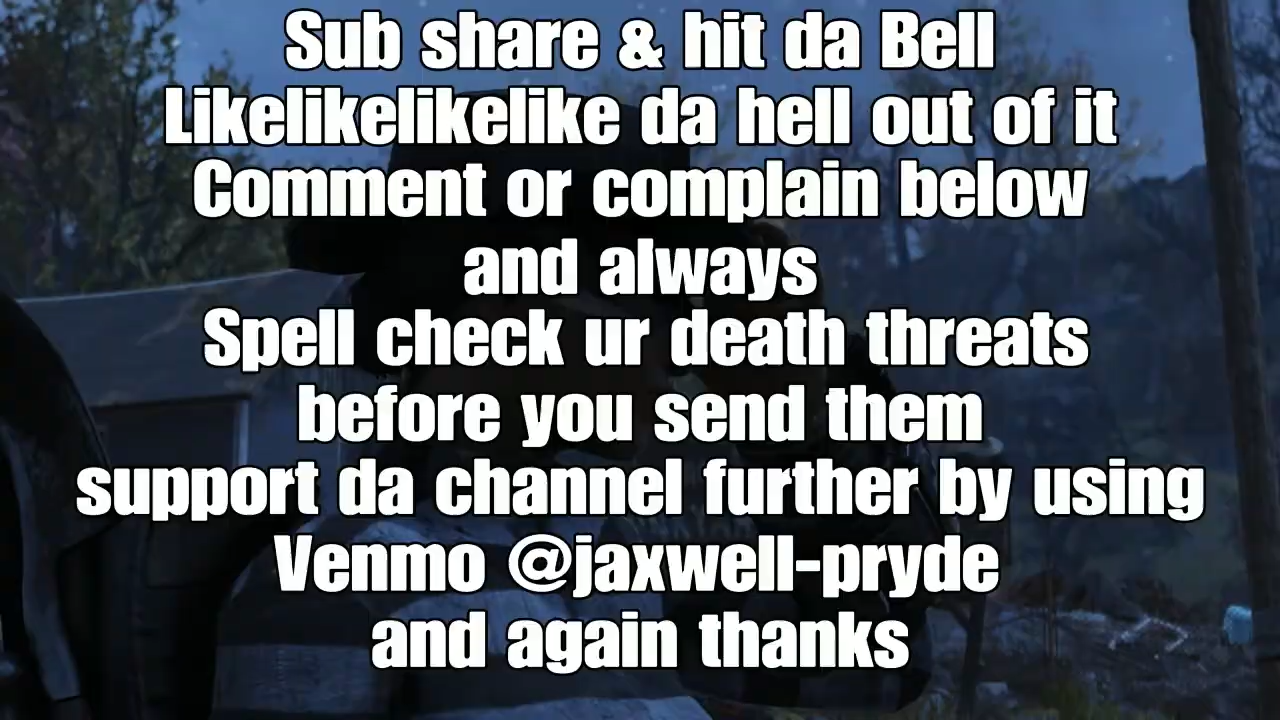 Sub share & hit da Bell
Likelikelikelike da hell out of it
Comment or complain below
and always
Spell check ur death threats
before you send them
support da channel further by using
Venmo @jaxwell-pryde
and again thanks